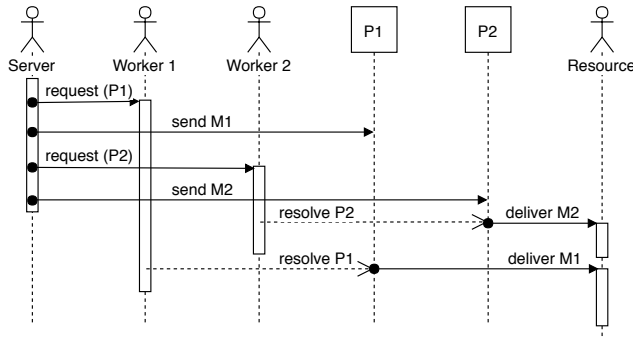 P1
P2
Server
Worker 1
Worker 2
Resource
request (P1)
send M1
request (P2)
send M2
resolve P2
deliver M2
resolve P1
deliver M1